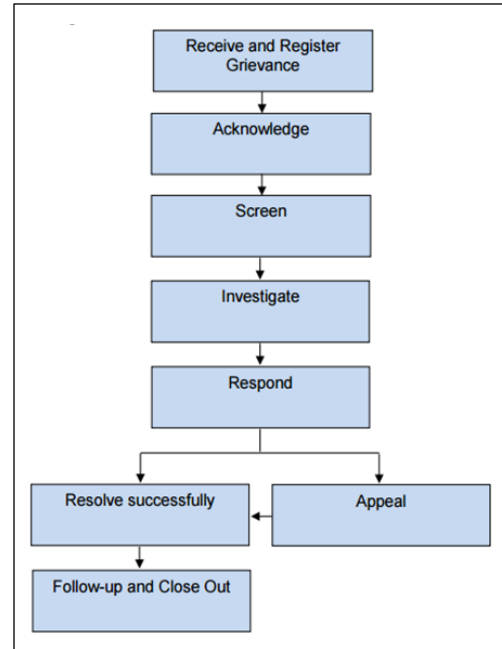 Receive and Register
Grievance
Acknowledge
Screen
Investigate
Respond
Resolve successfully
Appeal
Follow-up and Close Out